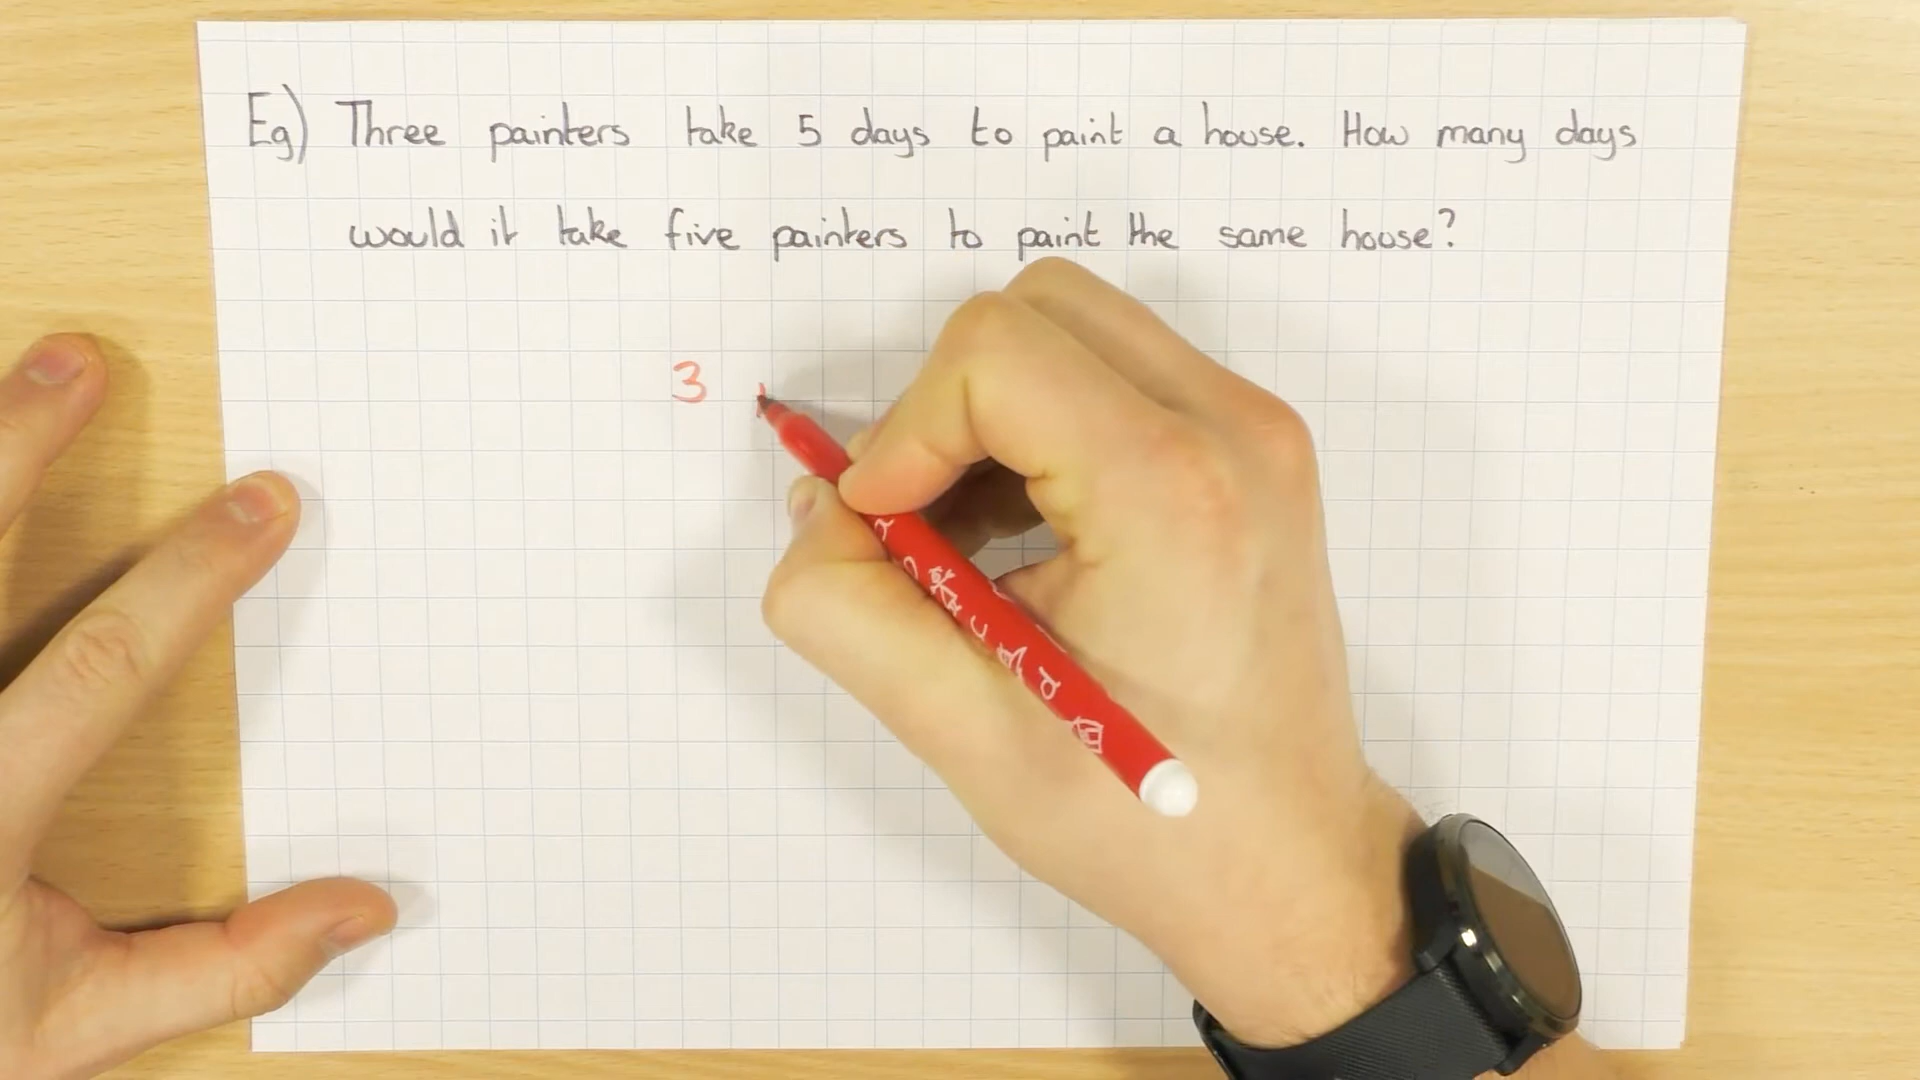 Eg) Three painters take 5 days to paint a house. How many days
would it take five painters to paint the same house?
3